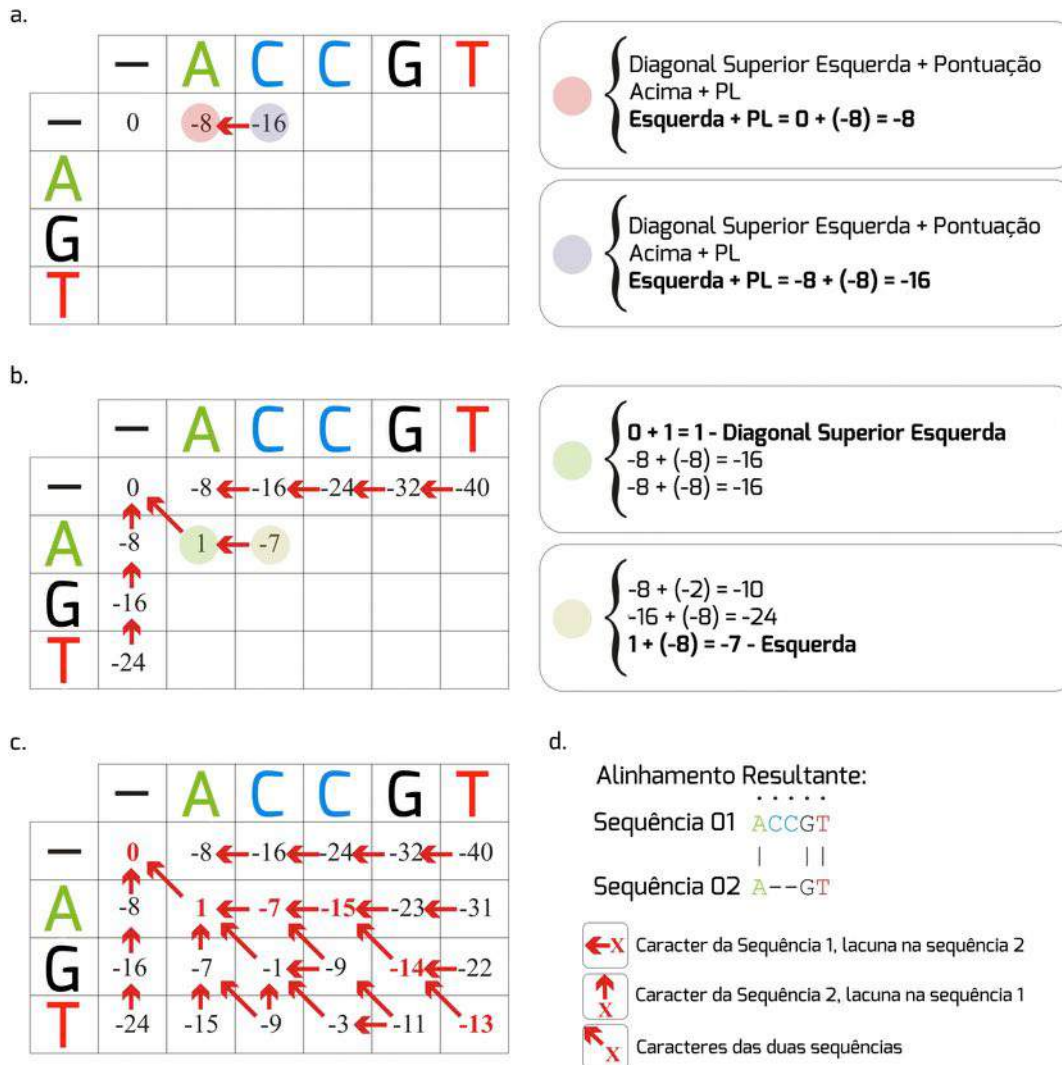 a.
– A C C G T
– 0 -8 -16
A
G
T
Diagonal Superior Esquerda + Pontuação
Acima + PL
Esquerda + PL = 0 + (-8) = -8
Diagonal Superior Esquerda + Pontuação
Acima + PL
Esquerda + PL = -8 + (-8) = -16
b.
– A C C G T
– 0 -8 -16 -24 -32 -40
A -8 1 -7
G -16
T -24
0 + 1 = 1 - Diagonal Superior Esquerda
-8 + (-8) = -16
-8 + (-8) = -16
-8 + (-2) = -10
-16 + (-8) = -24
1 + (-8) = -7 - Esquerda
c.
– A C C G T
– 0 -8 -16 -24 -32 -40
A -8 1 -7 -15 -23 -31
G -16 -7 -1 -9 -14 -22
T -24 -15 -9 -3 -11 -13
d.
Alinhamento Resultante:
. . . . .
Sequência 01 ACCGT
| | |
Sequência 02 A--GT
X Caracter da Sequência 1, lacuna na sequência 2
X Caracter da Sequência 2, lacuna na sequência 1
X Caracteres das duas sequências